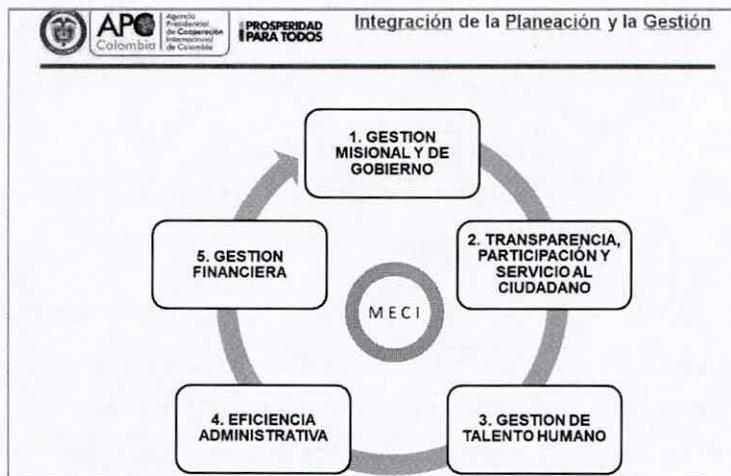 APC
Colombia
Agencia
Presidencial
de Cooperación
Internacional
de Colombia
PROSPERIDAD
PARA TODOS
Integración de la Planeación y la Gestión
1. GESTION
MISIONAL Y DE
GOBIERNO
2. TRANSPARENCIA,
PARTICIPACIÓN Y
SERVICIO AL
CIUDADANO
3. GESTION DE
TALENTO HUMANO
4. EFICIENCIA
ADMINISTRATIVA
5. GESTION
FINANCIERA
MECI